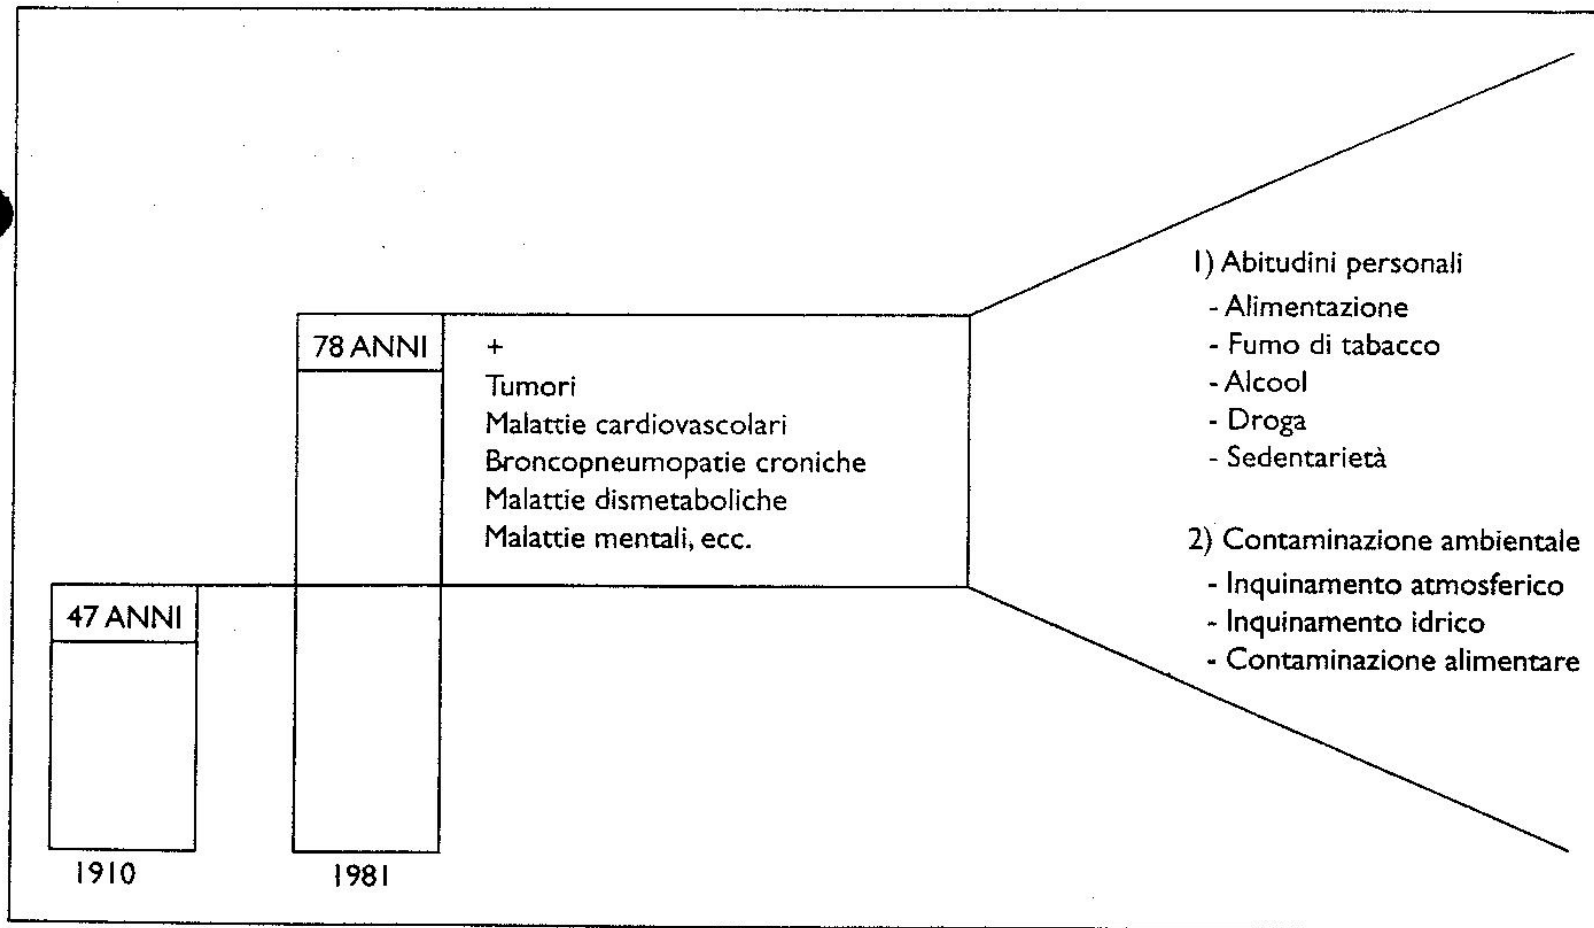 78 ANNI
+
Tumori
Malattie cardiovascolari
Broncopneumopatie croniche
Malattie dismetaboliche
Malattie mentali, ecc.
47 ANNI
1910
1981
1) Abitudini personali
- Alimentazione
- Fumo di tabacco
- Alcool
- Droga
- Sedentarietà
2) Contaminazione ambientale
- Inquinamento atmosferico
- Inquinamento idrico
- Contaminazione alimentare